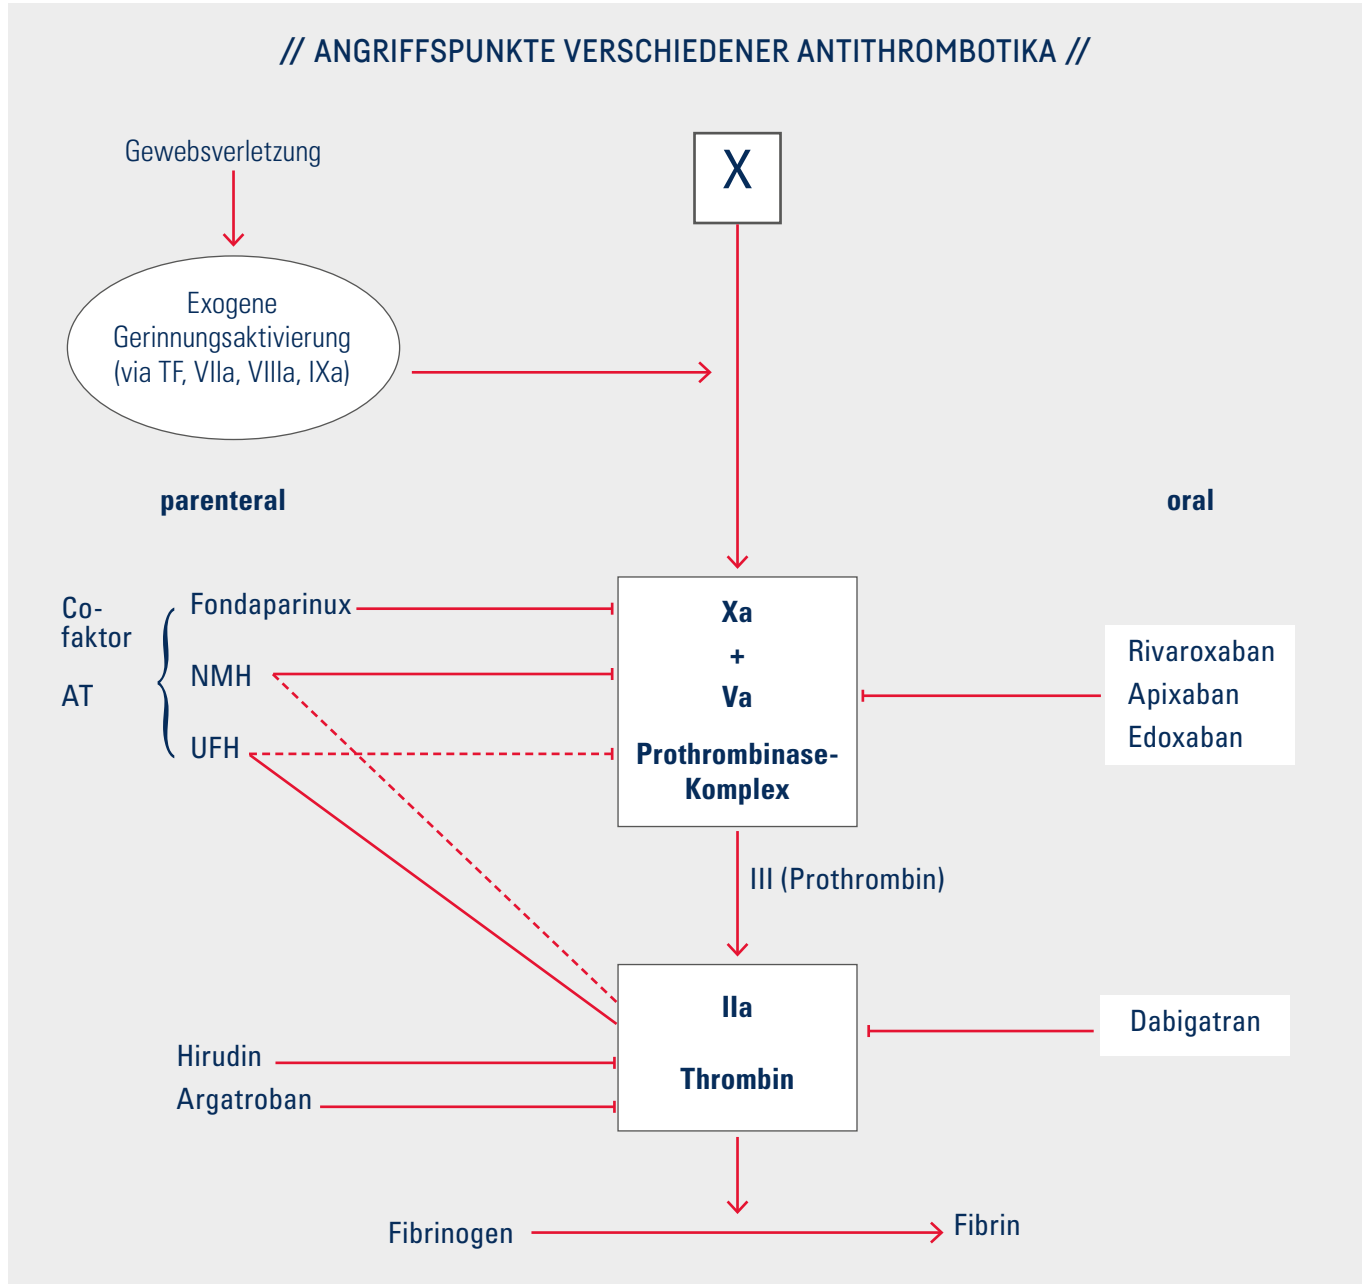 // ANGRIFFSPUNKTE VERSCHIEDENER ANTITHROMBOTIKA //
Gewebsverletzung
X
Exogene
Gerinnungsaktivierung
(via TF, VIIa, VIIIa, IXa)
parenteral
oral
Co-
faktor
AT
Fondaparinux
NMH
UFH
Xa
+
Va
Prothrombinase-
Komplex
Rivaroxaban
Apixaban
Edoxaban
III (Prothrombin)
IIa
Thrombin
Dabigatran
Hirudin
Argatroban
Fibrinogen
Fibrin